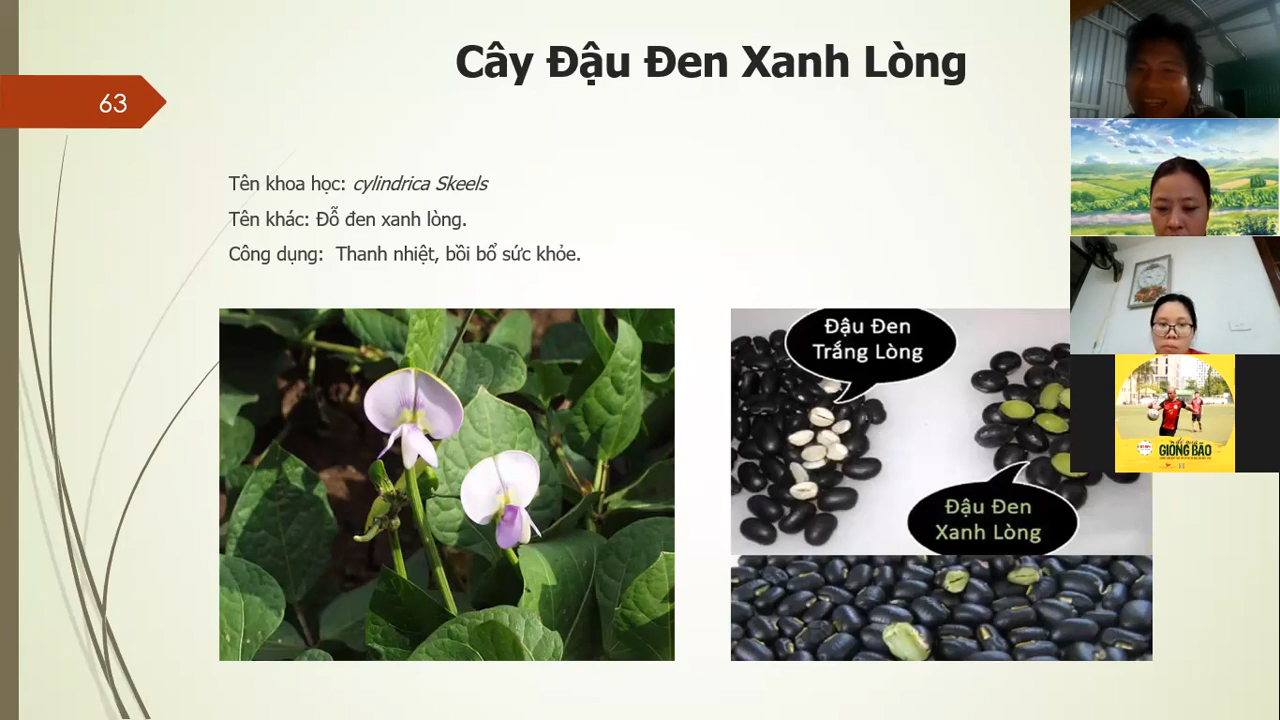 Cây Đậu Đen Xanh Lòng
63
Tên khoa học: cylindrica Skeels
Tên khác: Đỗ đen xanh lòng.
Công dụng:  Thanh nhiệt, bồi bổ sức khỏe.
Đậu Đen
Trắng Lòng
Đậu Đen
Xanh Lòng
GIÔNG BÃO